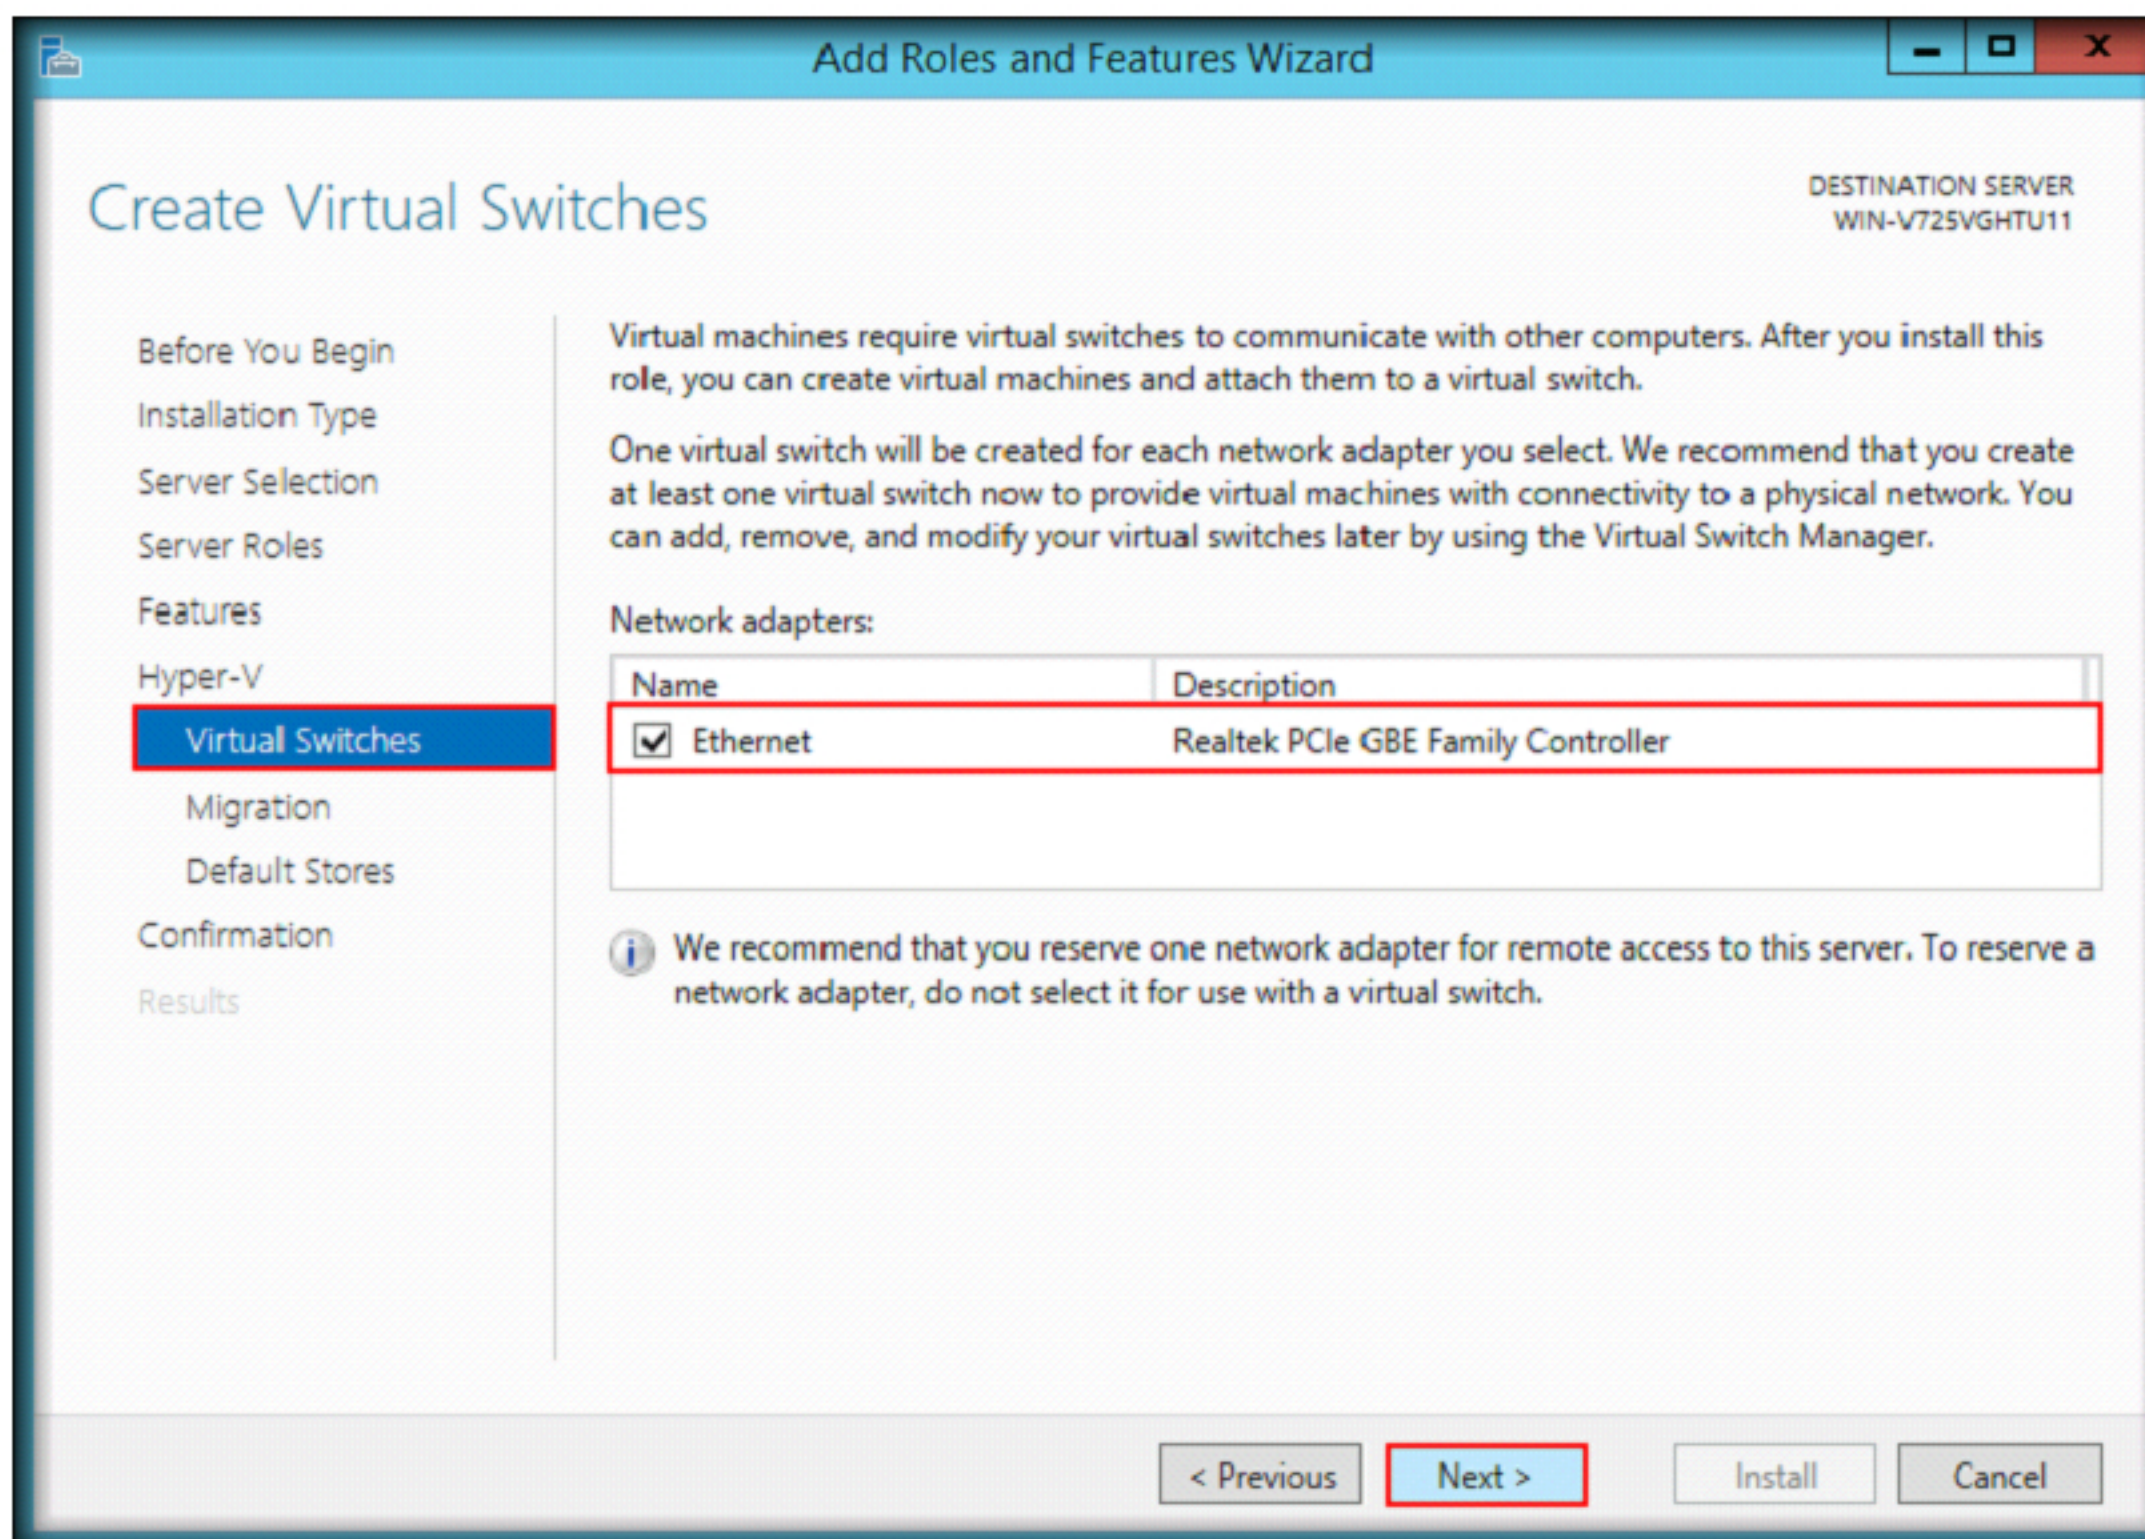 Add Roles and Features Wizard
Create Virtual Switches
DESTINATION SERVER
WIN-V725VGHTU11
Before You Begin
Installation Type
Server Selection
Server Roles
Features
Hyper-V
Virtual Switches
Migration
Default Stores
Confirmation
Results
Virtual machines require virtual switches to communicate with other computers. After you install this
role, you can create virtual machines and attach them to a virtual switch.
One virtual switch will be created for each network adapter you select. We recommend that you create
at least one virtual switch now to provide virtual machines with connectivity to a physical network. You
can add, remove, and modify your virtual switches later by using the Virtual Switch Manager.
Network adapters:
Name Description
Ethernet Realtek PCIe GBE Family Controller
We recommend that you reserve one network adapter for remote access to this server. To reserve a
network adapter, do not select it for use with a virtual switch.
< Previous Next > Install Cancel